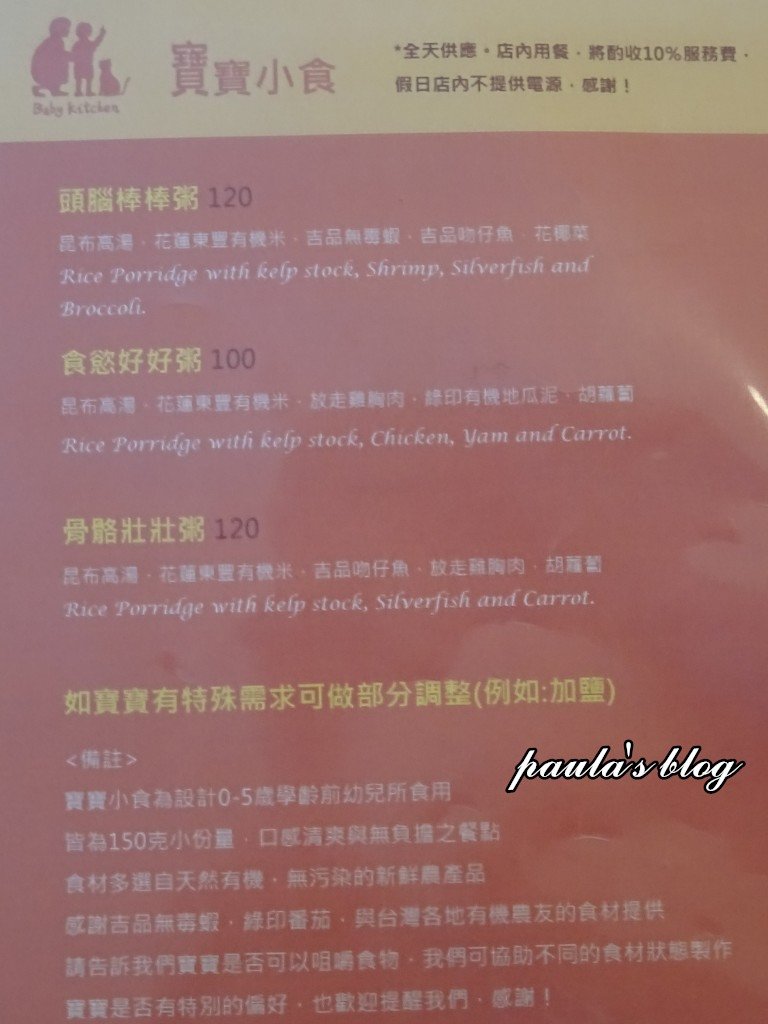 Baby kitchen
寶寶小食
*全天供應。店內用餐，將酌收10%服務費，
假日店內不提供電源，感謝！
頭腦棒棒粥 120
昆布高湯、花蓮東豐有機米、吉品無毒蝦、吉品吻仔魚、花椰菜
Rice Porridge with kelp stock, Shrimp, Silverfish and
Broccoli.
食慾好好粥 100
昆布高湯、花蓮東豐有機米、放走雞胸肉、綠印有機地瓜泥、胡蘿蔔
Rice Porridge with kelp stock, Chicken, Yam and Carrot.
骨骼壯壯粥 120
昆布高湯、花蓮東豐有機米、吉品吻仔魚、放走雞胸肉、胡蘿蔔
Rice Porridge with kelp stock, Silverfish and Carrot.
如寶寶有特殊需求可做部分調整(例如:加鹽)
<備註>
寶寶小食為設計0-5歲學齡前幼兒所食用
皆為150克小份量，口感清爽與無負擔之餐點
食材多選自天然有機，無污染的新鮮農產品
感謝吉品無毒蝦、綠印番茄、與台灣各地有機農友的食材提供
請告訴我們寶寶是否可以咀嚼食物，我們可協助不同的食材狀態製作
寶寶是否有特別的偏好，也歡迎提醒我們，感謝！
paula's blog